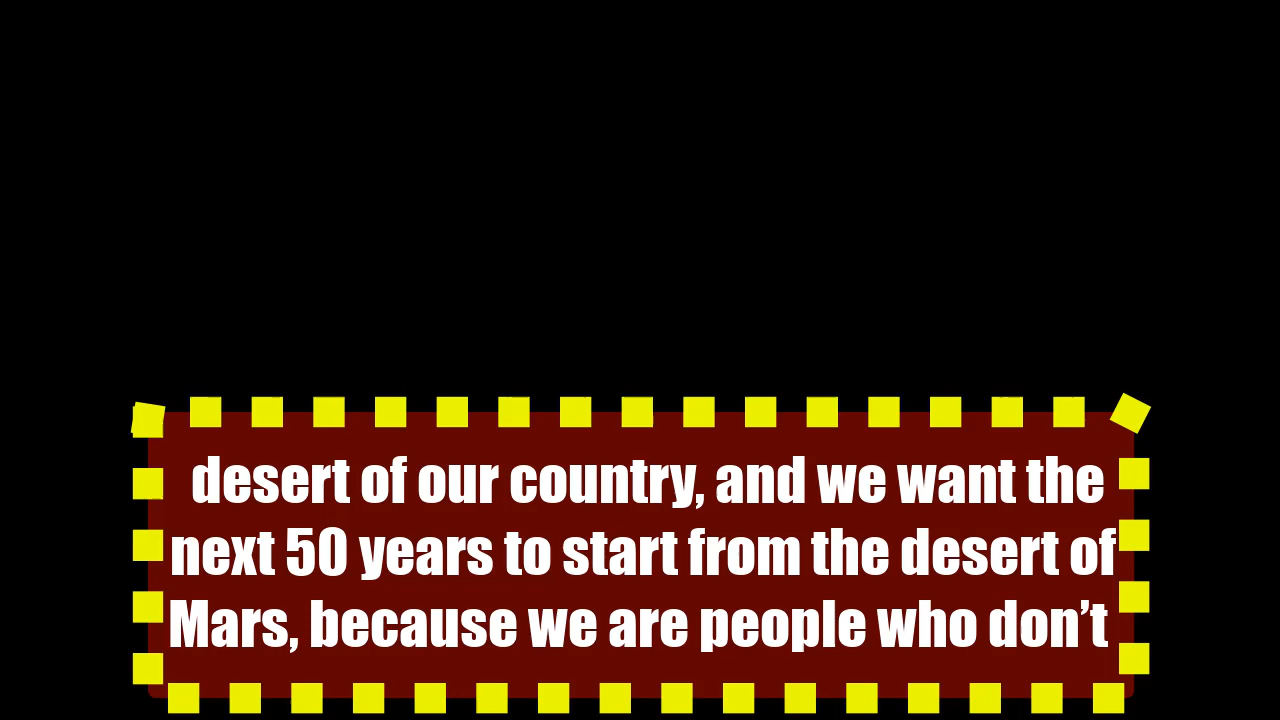 desert of our country, and we want the
next 50 years to start from the desert of
Mars, because we are people who don’t